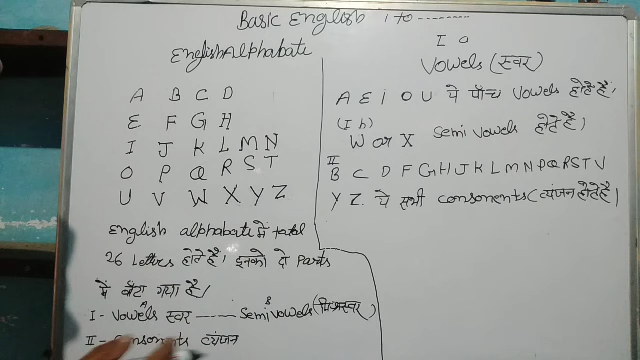 Basic English 1 to --------
English Alphabate
A B C D
E F G H
I J K L M N
O P Q R S T
U V W X Y Z
English alphabate में total
26 Letters होते है। इनको दो Parts
में बाँटा गया है।
A B
I - Vowels स्वर ------ Semi Vowels
II - Consonents व्यंजन
I a
Vowels (स्वर)
A E I O U ये पाँच Vowels होते है।
(I b)
W or X Semi Vowels होते है।
II
B C D F G H J K L M N P Q R S T V
Y Z ये सभी Consonents (व्यंजन होते है।